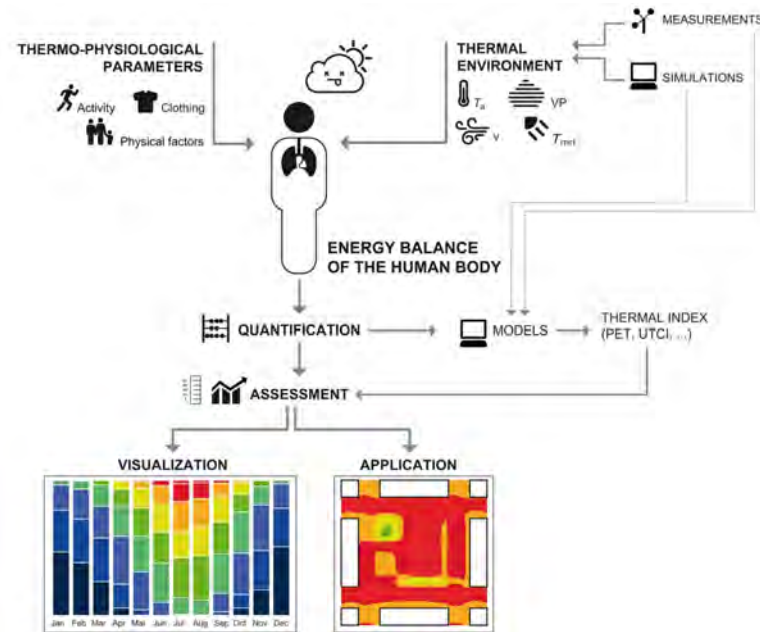 THERMO-PHYSIOLOGICAL
PARAMETERS
Activity
Clothing
Physical factors
THERMAL
ENVIRONMENT
Ta
VP
v
Tmrt
MEASUREMENTS
SIMULATIONS
ENERGY BALANCE
OF THE HUMAN BODY
QUANTIFICATION
MODELS
THERMAL INDEX
(PET, UTCI, ...)
ASSESSMENT
VISUALIZATION
Jan Feb Mar Apr Mai Jun Jul Aug Sep Oct Nov Dec
APPLICATION